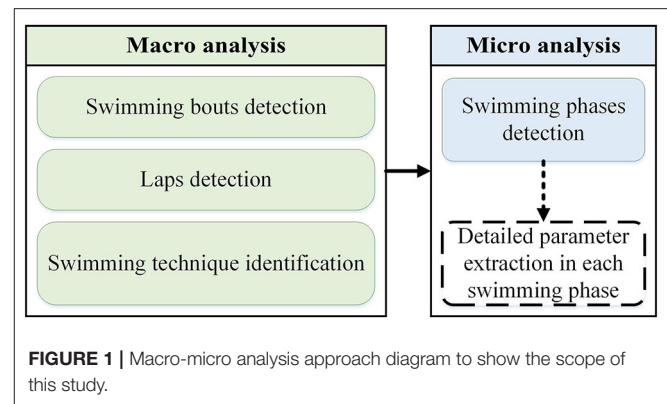 Macro analysis
Swimming bouts detection
Laps detection
Swimming technique identification
Micro analysis
Swimming phases
detection
Detailed parameter
extraction in each
swimming phase
FIGURE 1 | Macro-micro analysis approach diagram to show the scope of
this study.